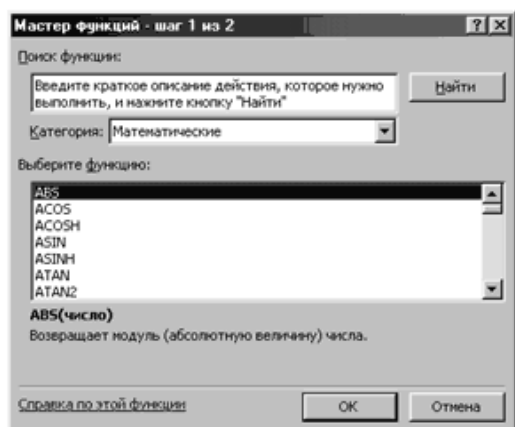 Мастер функций - шаг 1 из 2
Поиск функции:
Введите краткое описание действия, которое нужно
выполнить, и нажмите кнопку "Найти"
Найти
Категория: Математические
Выберите функцию:
ABS
ACOS
ACOSH
ASIN
ASINH
ATAN
ATAN2
ABS(число)
Возвращает модуль (абсолютную величину) числа.
Справка по этой функции
ОК
Отмена